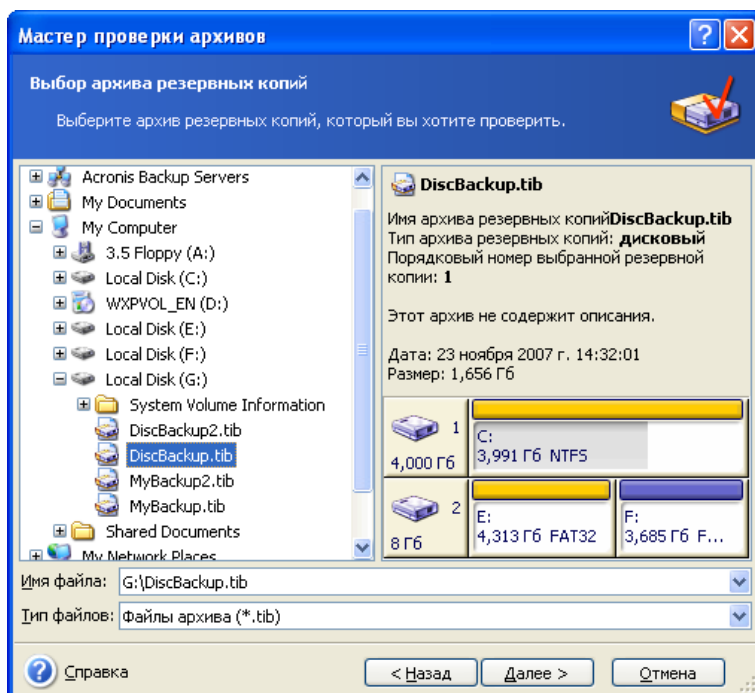 Мастер проверки архивов
Выбор архива резервных копий
Выберите архив резервных копий, который вы хотите проверить.
Acronis Backup Servers
My Documents
My Computer
3.5 Floppy (A:)
Local Disk (C:)
WXPVOL_EN (D:)
Local Disk (E:)
Local Disk (F:)
Local Disk (G:)
System Volume Information
DiscBackup2.tib
DiscBackup.tib
MyBackup2.tib
MyBackup.tib
Shared Documents
My Network Places
DiscBackup.tib
Имя архива резервных копийDiscBackup.tib
Тип архива резервных копий: дисковый
Порядковый номер выбранной резервной
копии: 1
Этот архив не содержит описания.
Дата: 23 ноября 2007 г. 14:32:01
Размер: 1,656 Гб
1
4,000 Гб
C:
3,991 Гб NTFS
2
8 Гб
E:
4,313 Гб FAT32
F:
3,685 Гб F...
Имя файла: G:\DiscBackup.tib
Тип файлов: Файлы архива (*.tib)
Справка
< Назад
Далее >
Отмена